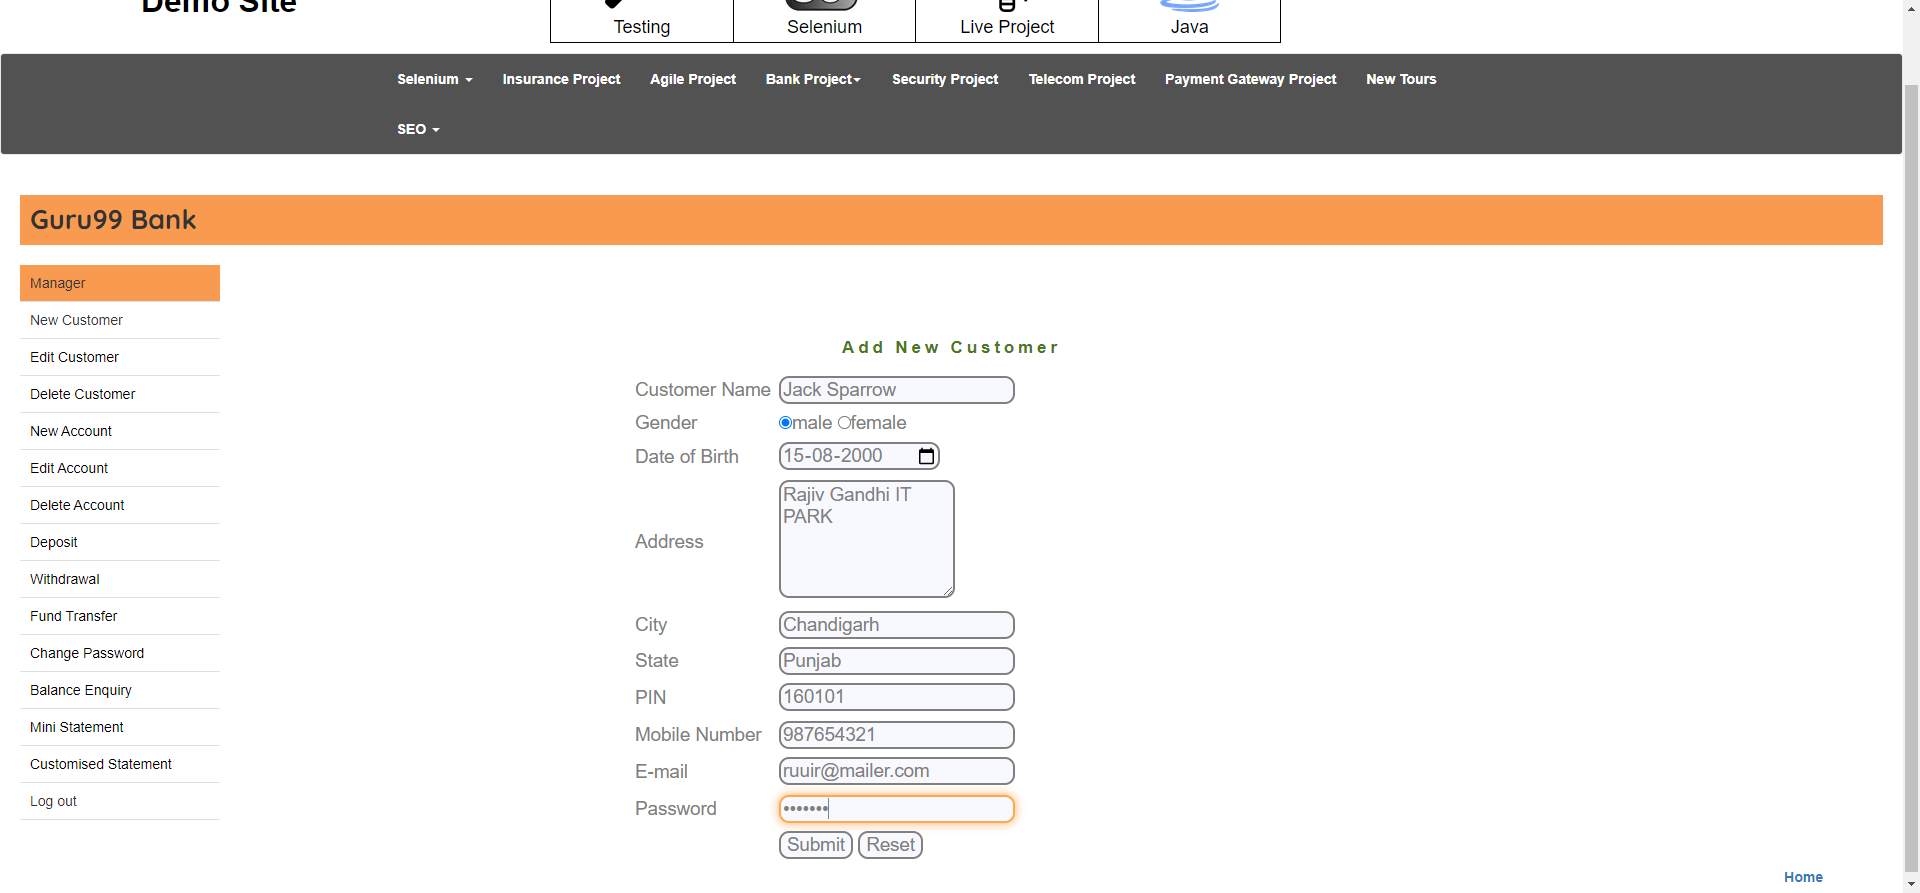 Demo Site
Testing Selenium Live Project Java
Selenium Insurance Project Agile Project Bank Project Security Project Telecom Project Payment Gateway Project New Tours
SEO
Guru99 Bank
Manager
New Customer
Edit Customer
Delete Customer
New Account
Edit Account
Delete Account
Deposit
Withdrawal
Fund Transfer
Change Password
Balance Enquiry
Mini Statement
Customised Statement
Log out
Add New Customer
Customer Name Jack Sparrow
Gender male female
Date of Birth 15-08-2000
Address Rajiv Gandhi IT
PARK
City Chandigarh
State Punjab
PIN 160101
Mobile Number 987654321
E-mail ruuir@mailer.com
Password •••••••
Submit Reset
Home